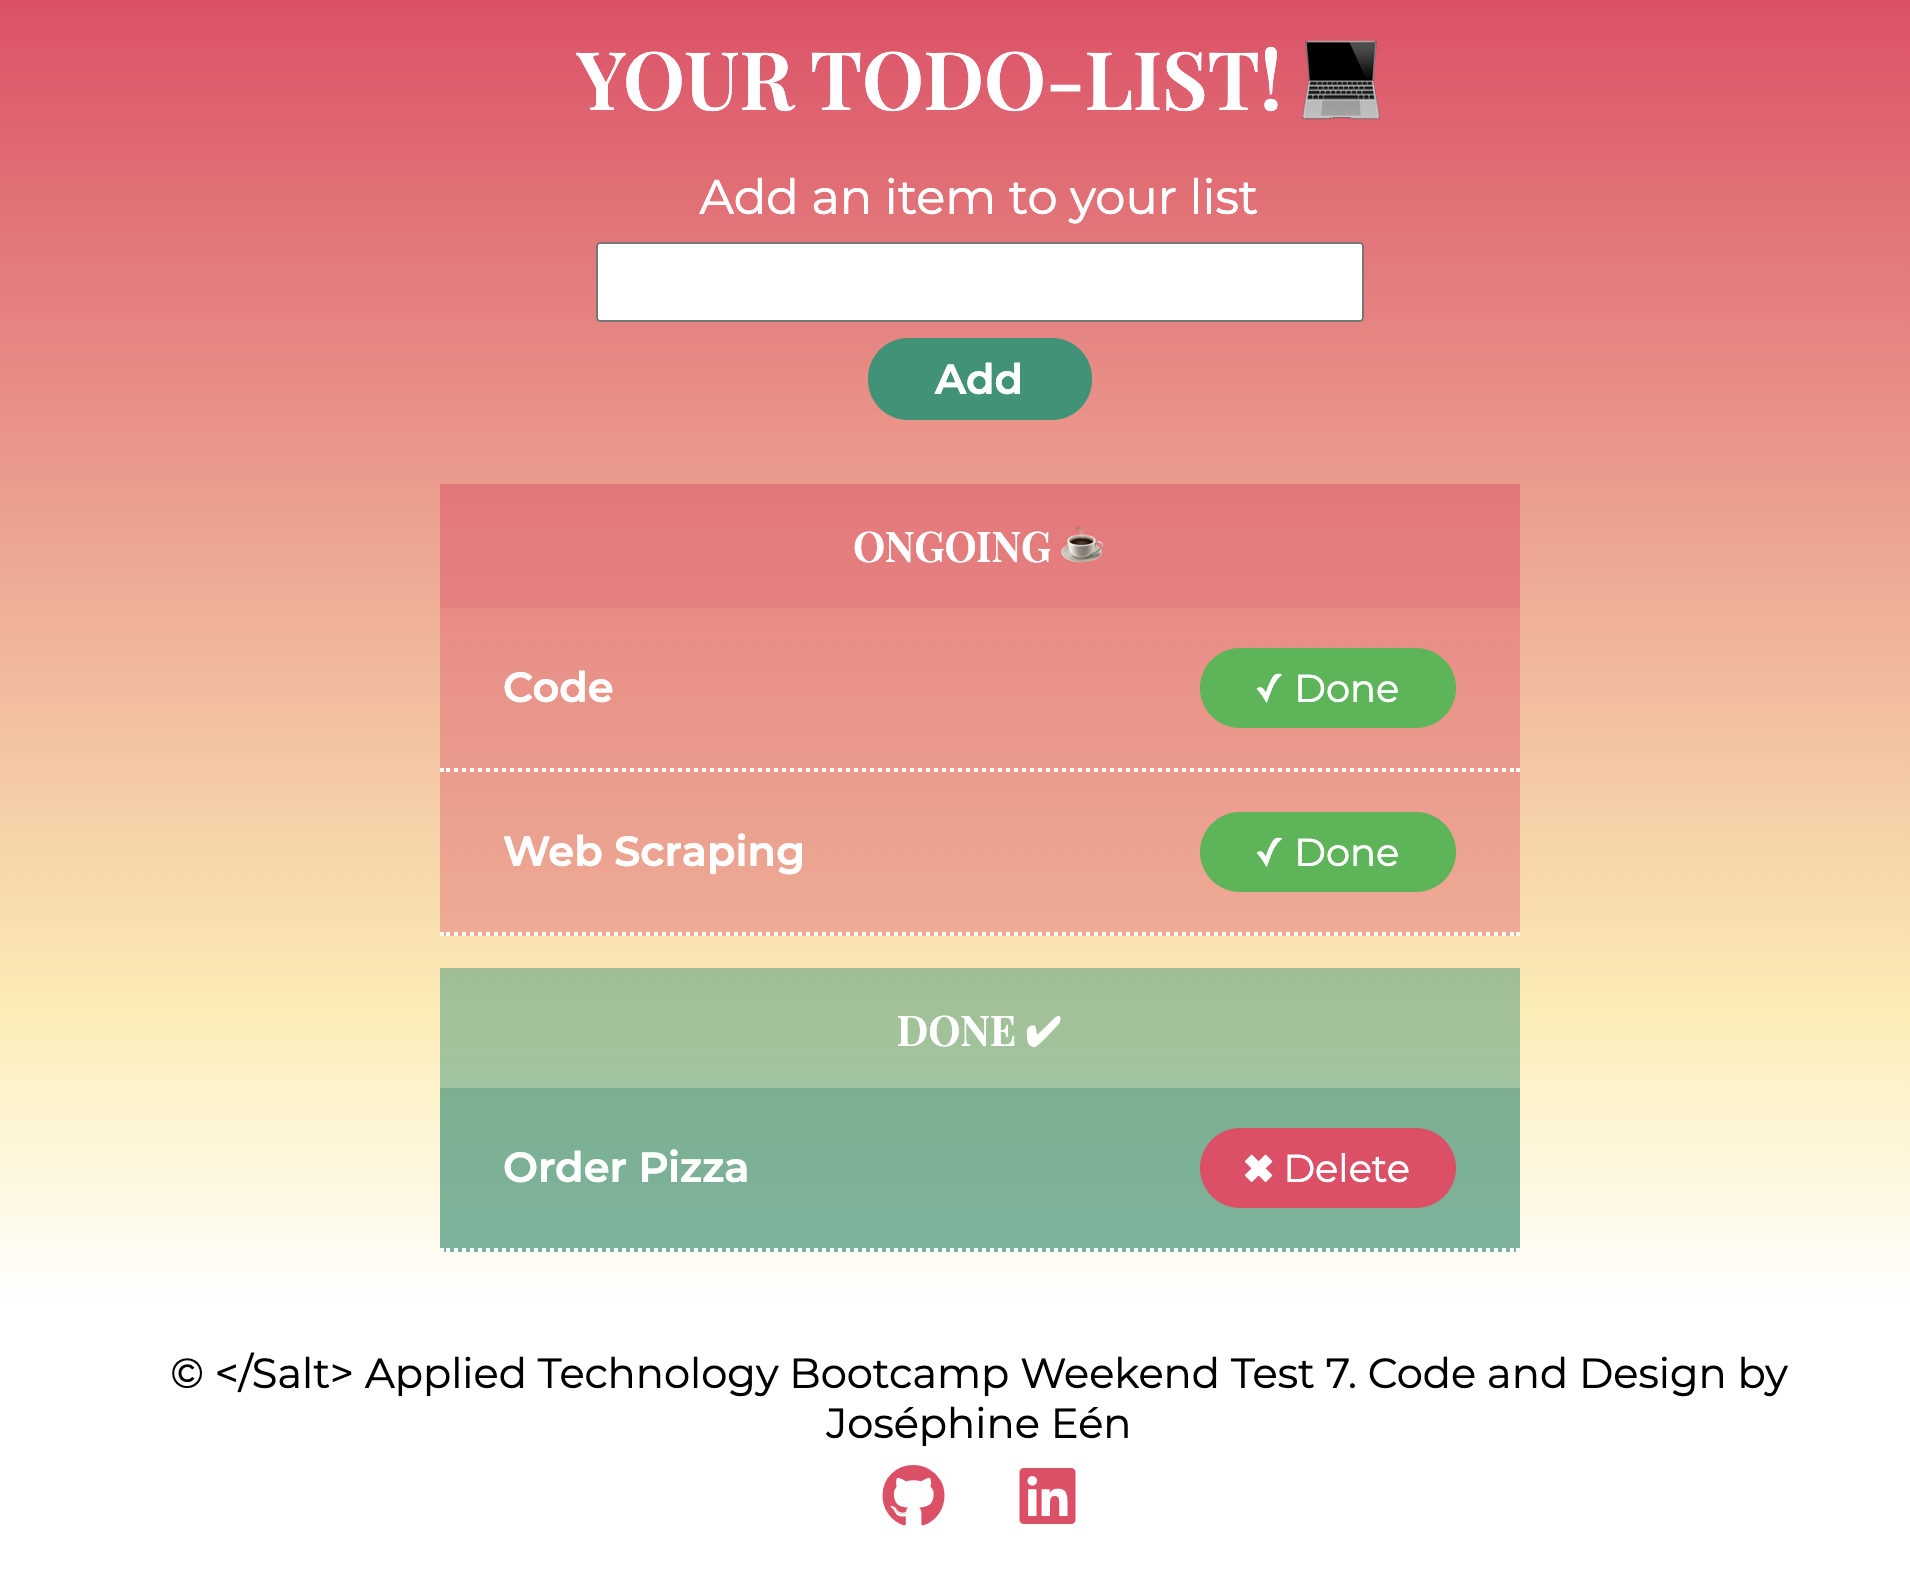 YOUR TODO-LIST! 💻
Add an item to your list
Add
ONGOING ☕
Code
✓ Done
Web Scraping
✓ Done
DONE ✔
Order Pizza
✖ Delete
© </Salt> Applied Technology Bootcamp Weekend Test 7. Code and Design by
Joséphine Eén
in